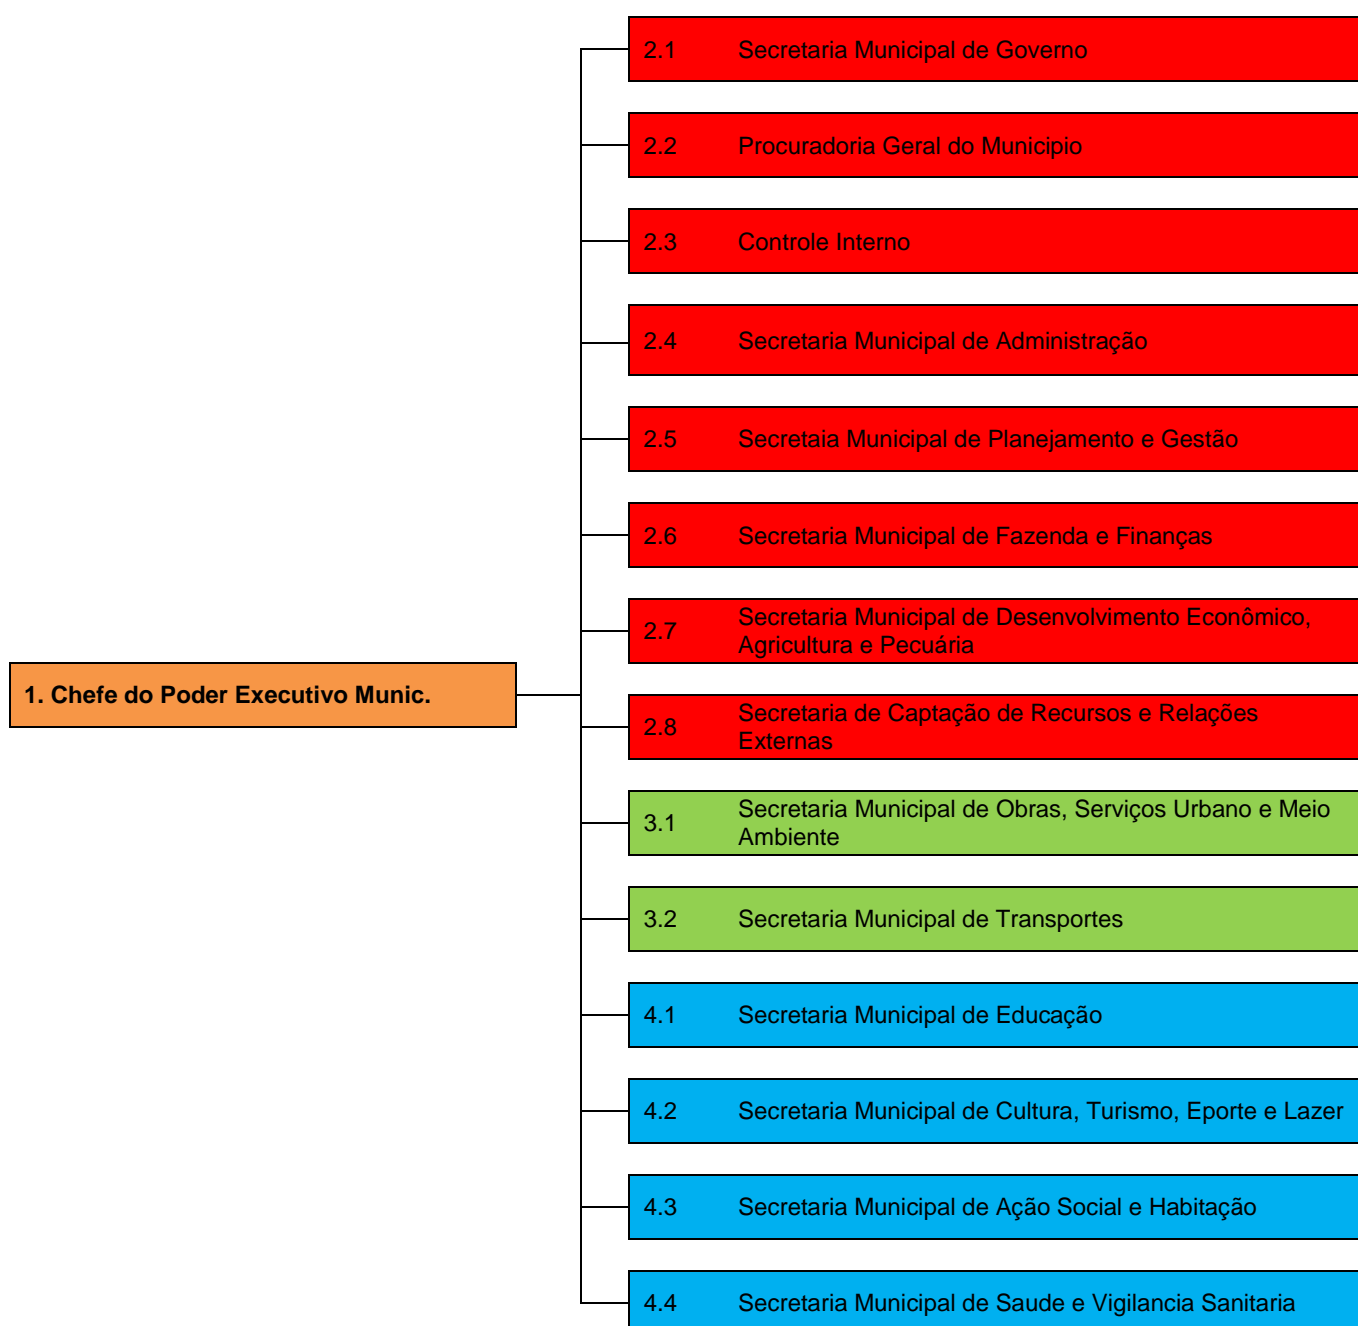 2.1 Secretaria Municipal de Governo
2.2 Procuradoria Geral do Municipio
2.3 Controle Interno
2.4 Secretaria Municipal de Administração
2.5 Secretaia Municipal de Planejamento e Gestão
2.6 Secretaria Municipal de Fazenda e Finanças
2.7 Secretaria Municipal de Desenvolvimento Econômico,
Agricultura e Pecuária
1. Chefe do Poder Executivo Munic.
2.8 Secretaria de Captação de Recursos e Relações
Externas
3.1 Secretaria Municipal de Obras, Serviços Urbano e Meio
Ambiente
3.2 Secretaria Municipal de Transportes
4.1 Secretaria Municipal de Educação
4.2 Secretaria Municipal de Cultura, Turismo, Eporte e Lazer
4.3 Secretaria Municipal de Ação Social e Habitação
4.4 Secretaria Municipal de Saude e Vigilancia Sanitaria